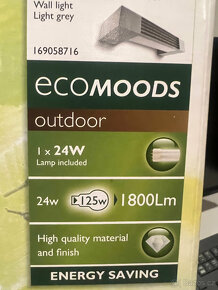 Wall light
Light grey
169058716
ecoMOODS
outdoor
1 x 24W
Lamp included
24w 125w 1800Lm
High quality material
and finish
ENERGY SAVING